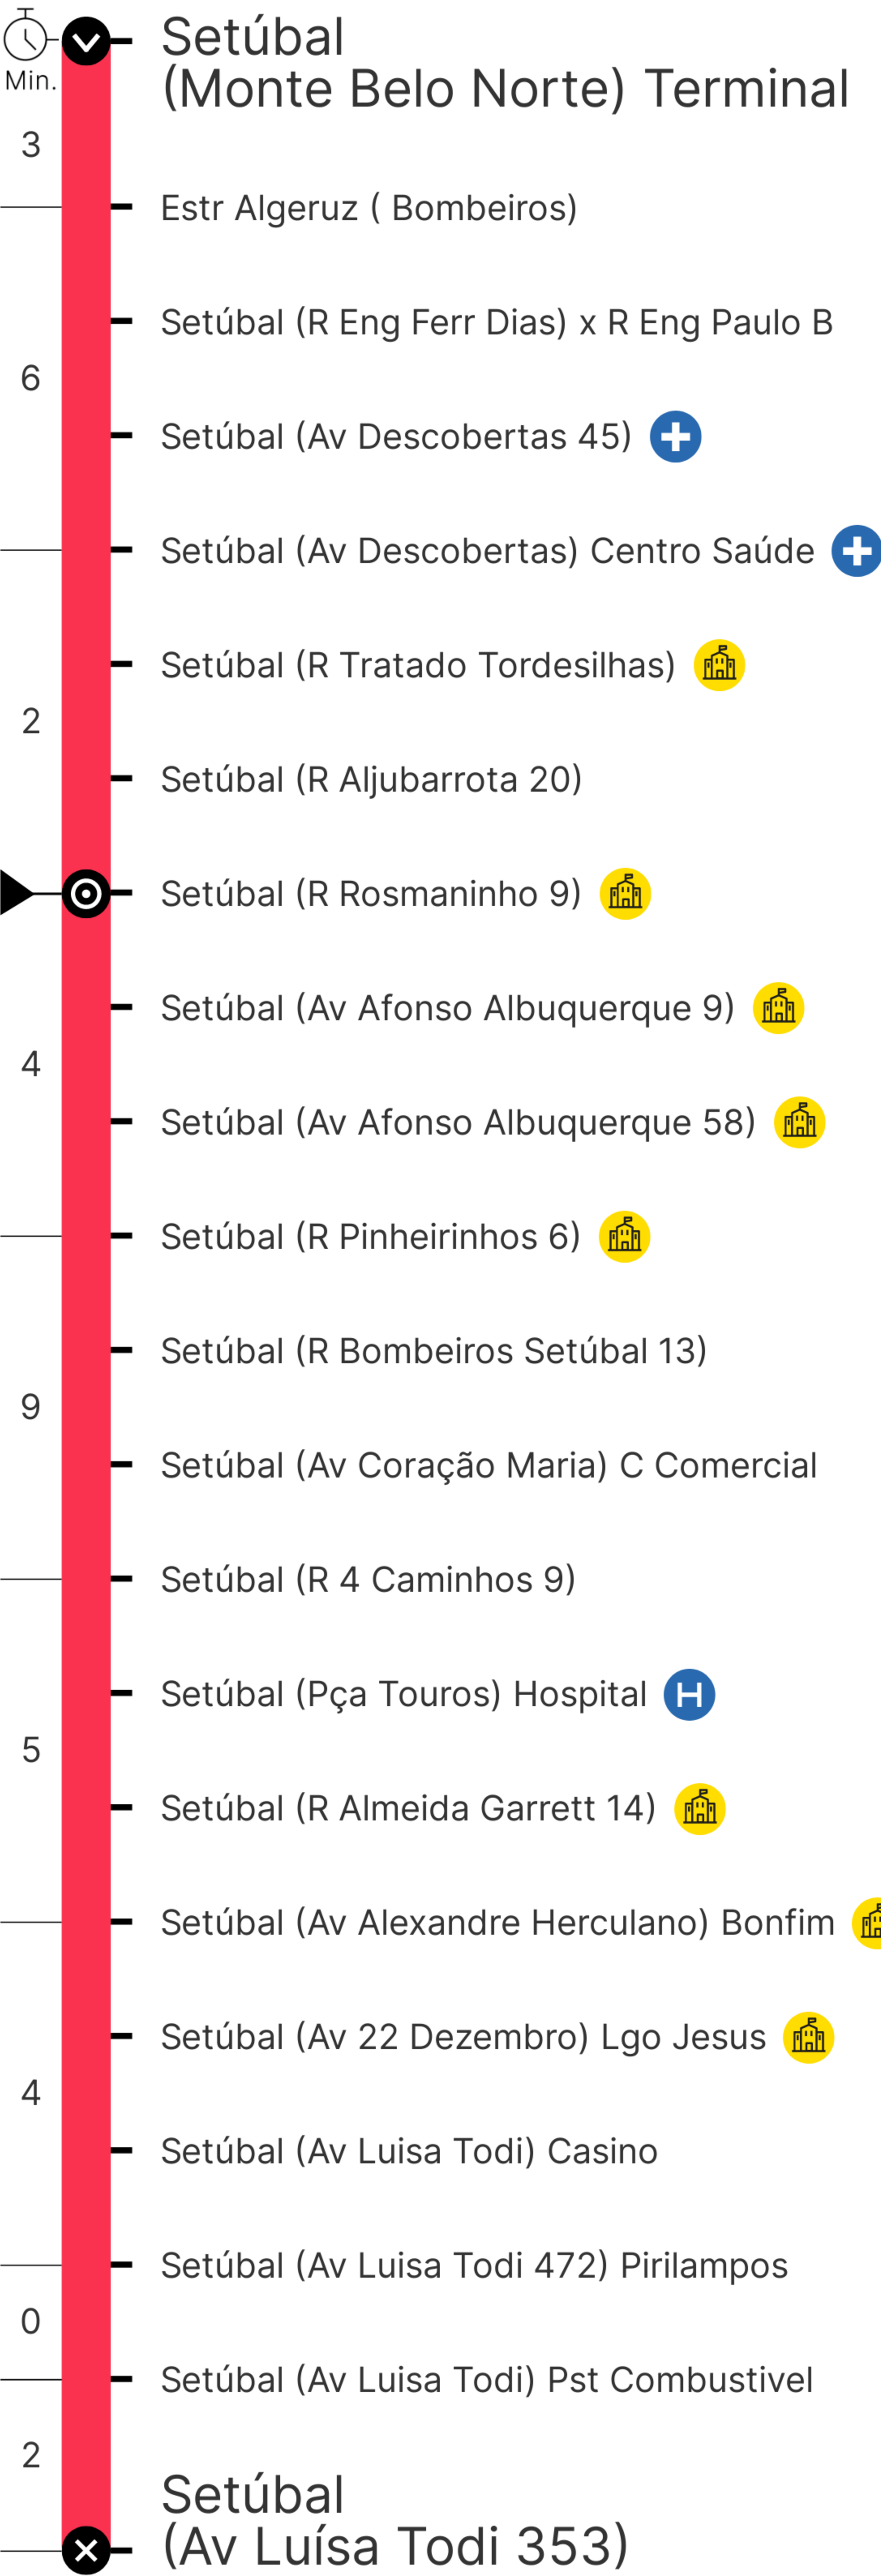 Setúbal
(Monte Belo Norte) Terminal
Min.
3
Estr Algeruz ( Bombeiros)
Setúbal (R Eng Ferr Dias) x R Eng Paulo B
6
Setúbal (Av Descobertas 45)
Setúbal (Av Descobertas) Centro Saúde
Setúbal (R Tratado Tordesilhas)
2
Setúbal (R Aljubarrota 20)
Setúbal (R Rosmaninho 9)
Setúbal (Av Afonso Albuquerque 9)
4
Setúbal (Av Afonso Albuquerque 58)
Setúbal (R Pinheirinhos 6)
Setúbal (R Bombeiros Setúbal 13)
9
Setúbal (Av Coração Maria) C Comercial
Setúbal (R 4 Caminhos 9)
Setúbal (Pça Touros) Hospital H
5
Setúbal (R Almeida Garrett 14)
Setúbal (Av Alexandre Herculano) Bonfim
Setúbal (Av 22 Dezembro) Lgo Jesus
4
Setúbal (Av Luisa Todi) Casino
Setúbal (Av Luisa Todi 472) Pirilampos
0
Setúbal (Av Luisa Todi) Pst Combustivel
2
Setúbal
(Av Luísa Todi 353)